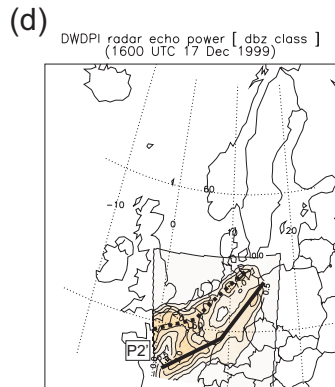 (d)
DWDPI radar echo power [ dbz class ]
(1600 UTC 17 Dec 1999)
60
-10
0
10
20
P2'